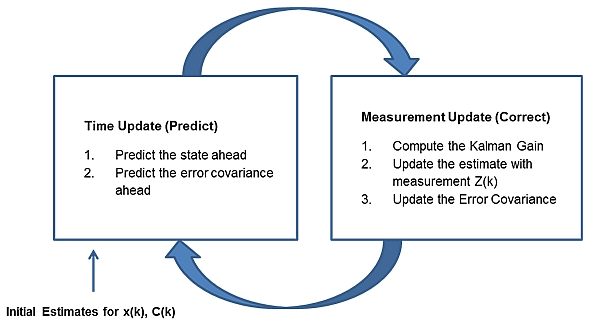 Time Update (Predict)
1. Predict the state ahead
2. Predict the error covariance
ahead
Measurement Update (Correct)
1. Compute the Kalman Gain
2. Update the estimate with
measurement Z(k)
3. Update the Error Covariance
Initial Estimates for x(k), C(k)